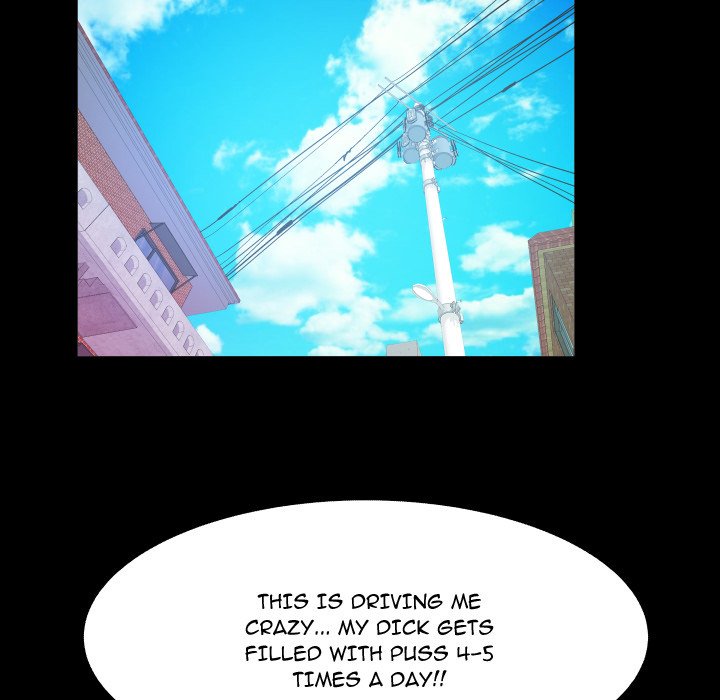 THIS IS DRIVING ME
CRAZY... MY DICK GETS
FILLED WITH PUSS 4-5
TIMES A DAY!!